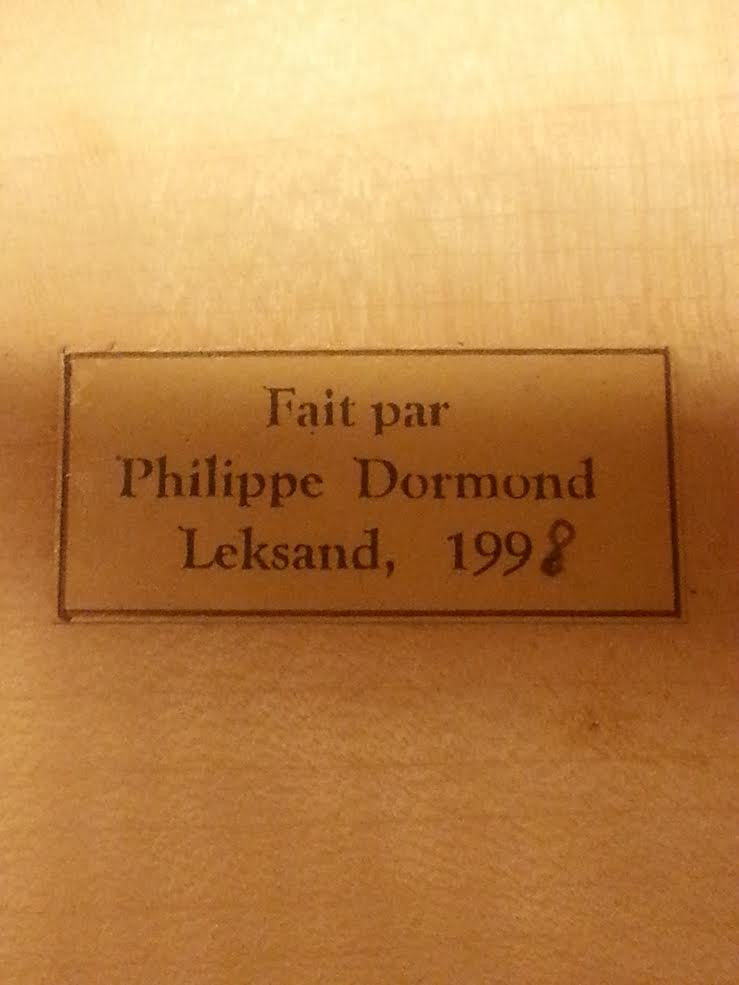 Fait par
Philippe Dormond
Leksand, 1998